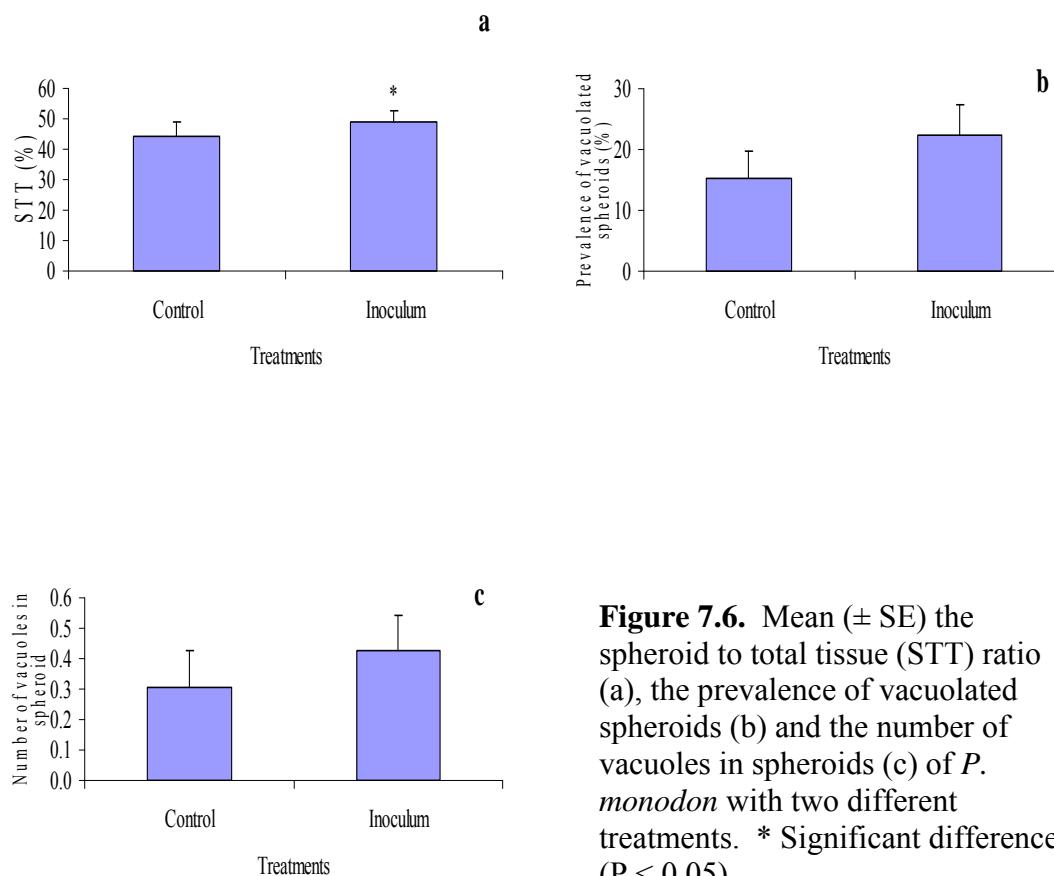 a
60
50
40
30
20
10
0
STT (%)
*
Control Inoculum
Treatments
b
30
20
10
0
Prevalence of vacuolated
spheroids (%)
Control Inoculum
Treatments
c
0.6
0.5
0.4
0.3
0.2
0.1
0.0
Number of vacuoles in
spheroid
Control Inoculum
Treatments
Figure 7.6. Mean (± SE) the
spheroid to total tissue (STT) ratio
(a), the prevalence of vacuolated
spheroids (b) and the number of
vacuoles in spheroids (c) of P.
monodon with two different
treatments. * Significant difference